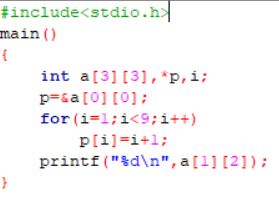 #include<stdio.h>
main()
{
    int a[3][3],*p,i;
    p=&a[0][0];
    for(i=1;i<9;i++)
        p[i]=i+1;
    printf("%d\n",a[1][2]);
}